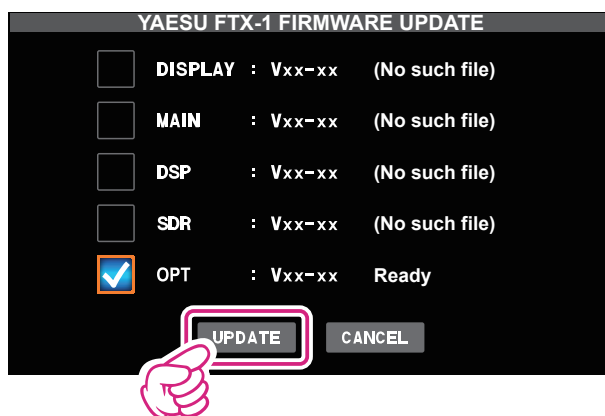 YAESU FTX-1 FIRMWARE UPDATE
DISPLAY : Vxx-xx (No such file)
MAIN : Vxx-xx (No such file)
DSP : Vxx-xx (No such file)
SDR : Vxx-xx (No such file)
OPT : Vxx-xx Ready
UPDATE CANCEL